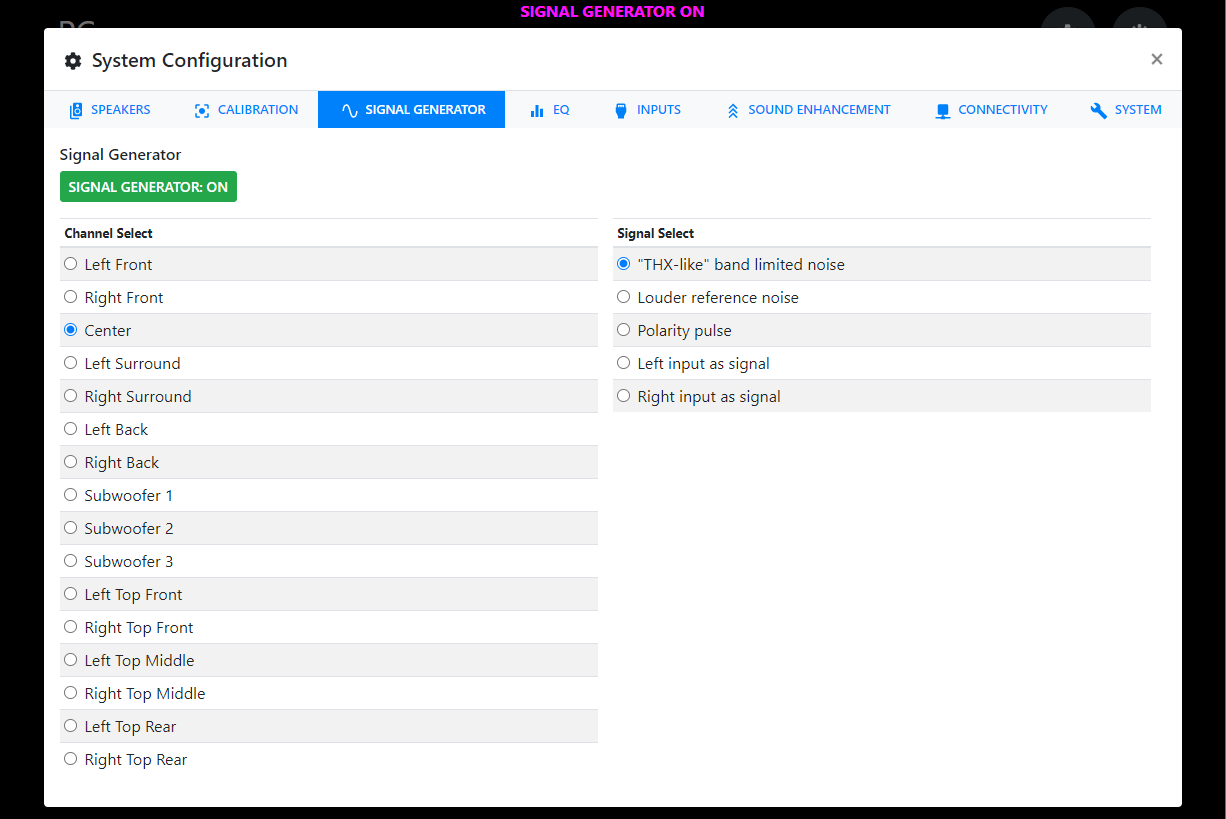 SIGNAL GENERATOR ON
System Configuration
×
SPEAKERS CALIBRATION SIGNAL GENERATOR EQ INPUTS SOUND ENHANCEMENT CONNECTIVITY SYSTEM
Signal Generator
SIGNAL GENERATOR: ON
Channel Select
Left Front
Right Front
Center
Left Surround
Right Surround
Left Back
Right Back
Subwoofer 1
Subwoofer 2
Subwoofer 3
Left Top Front
Right Top Front
Left Top Middle
Right Top Middle
Left Top Rear
Right Top Rear
Signal Select
"THX-like" band limited noise
Louder reference noise
Polarity pulse
Left input as signal
Right input as signal